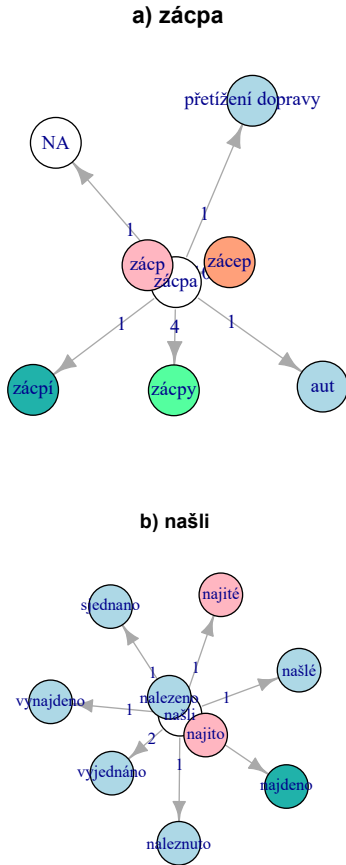 a) zácpa
přetížení dopravy
NA
1
1
zácp
zácep
zácpa
1
4
1
zácpí
zácpy
aut
b) našli
najité
sjednano
našlé
1
1
nalezeno
1
vynajdeno
1
našli
2
najito
vyjednáno
1
najdeno
naleznuto